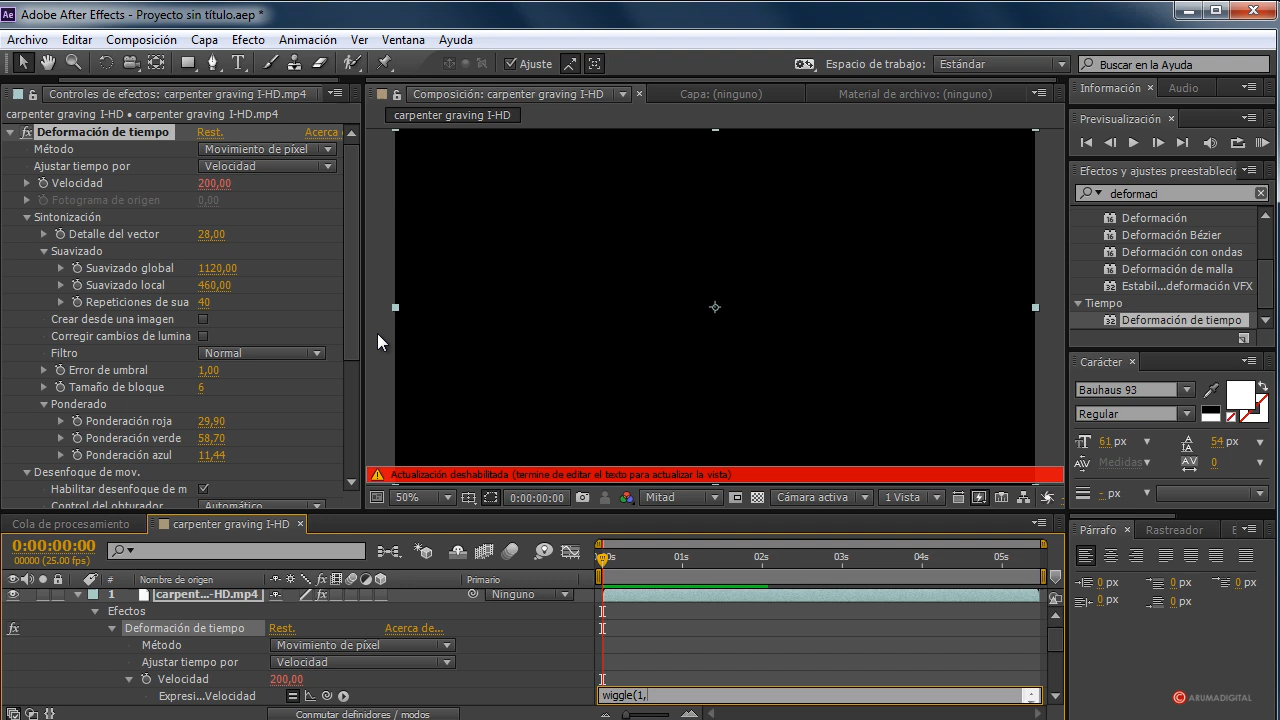 Adobe After Effects - Proyecto sin título.aep *
Archivo Editar Composición Capa Efecto Animación Ver Ventana Ayuda
Ajuste Espacio de trabajo: Estándar Buscar en la Ayuda
Controles de efectos: carpenter graving I-HD.mp4
carpenter graving I-HD • carpenter graving I-HD.mp4
Deformación de tiempo Rest. Acerca
Método Movimiento de píxel
Ajustar tiempo por Velocidad
Velocidad 200,00
Fotograma de origen 0,00
Sintonización
Detalle del vector 28,00
Suavizado
Suavizado global 1120,00
Suavizado local 460,00
Repeticiones de sua 40
Crear desde una imagen
Corregir cambios de lumina
Filtro Normal
Error de umbral 1,00
Tamaño de bloque 6
Ponderado
Ponderación roja 29,90
Ponderación verde 58,70
Ponderación azul 11,44
Desenfoque de mov.
Habilitar desenfoque de m
Control del obturador Automático
Composición: carpenter graving I-HD Capa: (ninguno) Material de archivo: (ninguno)
carpenter graving I-HD
Actualización deshabilitada (termine de editar el texto para actualizar la vista)
50% 0:00:00:00 Mitad Cámara activa 1 Vista
Información Audio
Previsualización
Efectos y ajustes preestableci
deformaci
Deformación
Deformación Bézier
Deformación con ondas
Deformación de malla
Estabil...deformación VFX
Tiempo
Deformación de tiempo
Carácter
Bauhaus 93
Regular
61 px 54 px
Medidas 0
- px
Párrafo Rastreador E
0 px 0 px 0 px
0 px 0 px
Cola de procesamiento carpenter graving I-HD
0:00:00:00
00000 (25.00 fps)
00s 01s 02s 03s 04s 05s
# Nombre de origen Primario
1 [carpent...-HD.mp4] Ninguno
Efectos
Deformación de tiempo Rest. Acerca de...
Método Movimiento de píxel
Ajustar tiempo por Velocidad
Velocidad 200,00
Expresi...Velocidad wiggle(1,
Conmutar definidores / modos
© ARUMADIGITAL